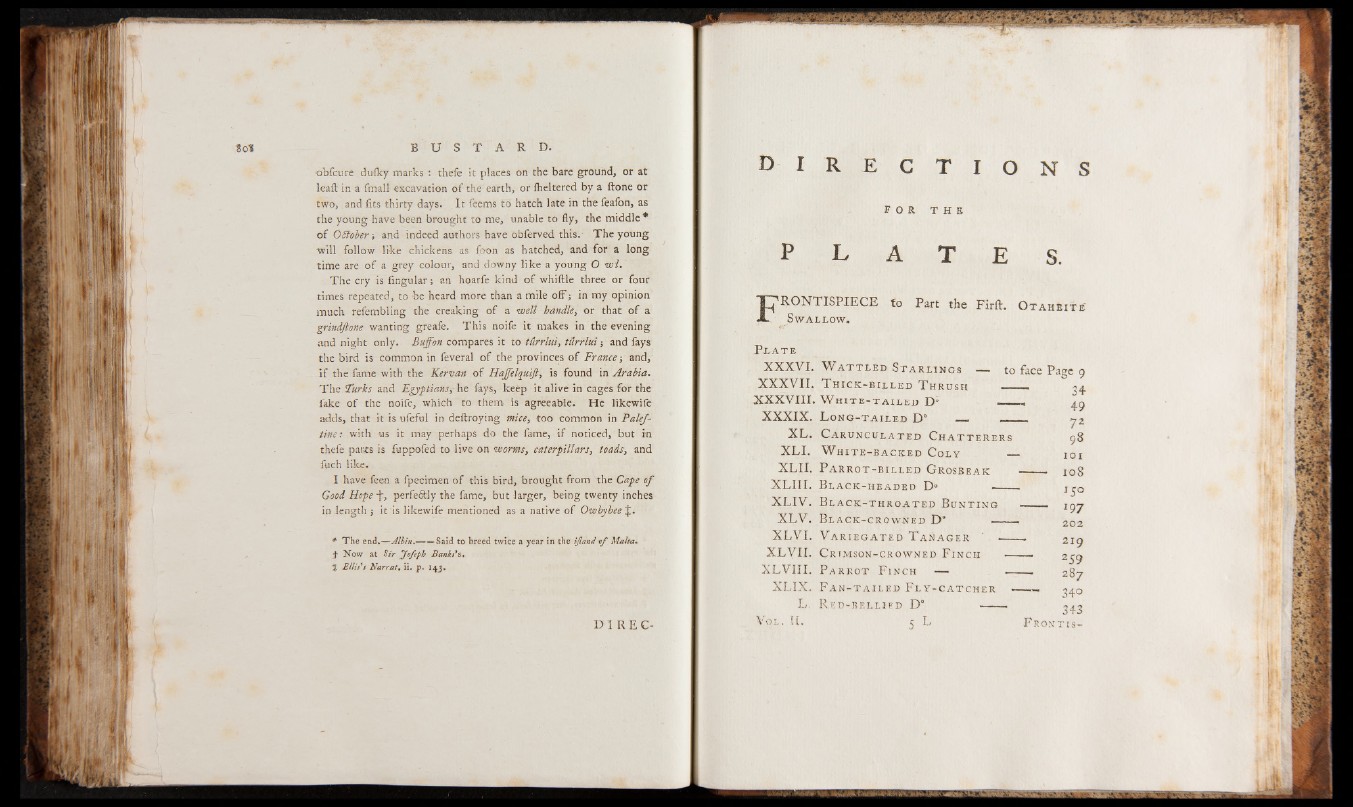 808 BUSTARD.
obſcure duſky marks : theſe it places on the bare ground, or at
leaſt in a ſmall excavation of the earth, or ſheltered by a ſtone or
two, and ſits thirty days. It ſeems to hatch late in the ſeaſon, as
the young have been brought to me, unable to fly, the middle *
of October; and indeed authors have obſerved this. The young
will follow like chickens as ſoon as hatched, and for a long
time are of a grey colour, and downy like a young O wl.
The cry is ſingular; an hoarſe kind of whiſtle three or four
times repeated, to be heard more than a mile off; in my opinion
much reſembling the creaking of a well handle, or that of a
grindſtone wanting greaſe. This noiſe it makes in the evening
and night only. Buffon compares it to tûrrlui, tûrrlui; and ſays
the bird is common in ſeveral of the provinces of France; and,
if the ſame with the Kervan of Haſſelquiſt, is found in Arabia.
The Turks and Egyptians, he ſays, keep it alive in cages for the
ſake of the noiſe, which to them is agreeable. He likewiſe
adds, that it is uſeful in deſtroying mice, too common in Paleſ-
tine: with us it may perhaps do the ſame, if noticed, but in
theſe parts is ſuppoſed to live on worms, caterpillars, toads, and
ſuch like.
I have ſeen a ſpecimen of this bird, brought from the Cape of
Good Hope †, perfectly the ſame, but larger, being twenty inches
in length; it is likewiſe mentioned as a native of Owhyhee ‡.
* The end.—Albin.——Said to breed twice a year in the iſland of Malta.
† Now at Sir Joſeph Banks's.
‡ Ellis's Narrat. ii. p. 143.
DIREC-
DIRECTIONS
FOR THE
PLATES.
FRONTISPIECE to Part the Firſt. OTAHEITE
SWALLOW.
PLATE
XXXVI. WATTLED STARLINGS — to face Page 9
XXXVII. THICK-BILLED THRUSH — 34
XXXVIII. WHITE-TAILED D° — 49
XXXIX. LONG-TAILED D° — — 72
XL. CARUNCULATED CHATTERERS 98
XLI. WHITE-BACKED COLY — 101
XLII. PARROT-BILLED GROSBEAK — 108
XLIII. BLACK-HEADED D° — 150
XLIV. BLACK-THROATED BUNTING — 197
XLV. BLACK-CROWNED D° — 202
XLVI. VARIEGATED TANAGER — 219
XLVII. CRIMSON-CROWNED FINCH — 259
XLVIII. PARROT FINCH — — 287
XLIX. FAN-TAILED FLY-CATCHER — 340
L. RED-BELLIED D° — 343
VOL. II. 5 L FRONTIS-